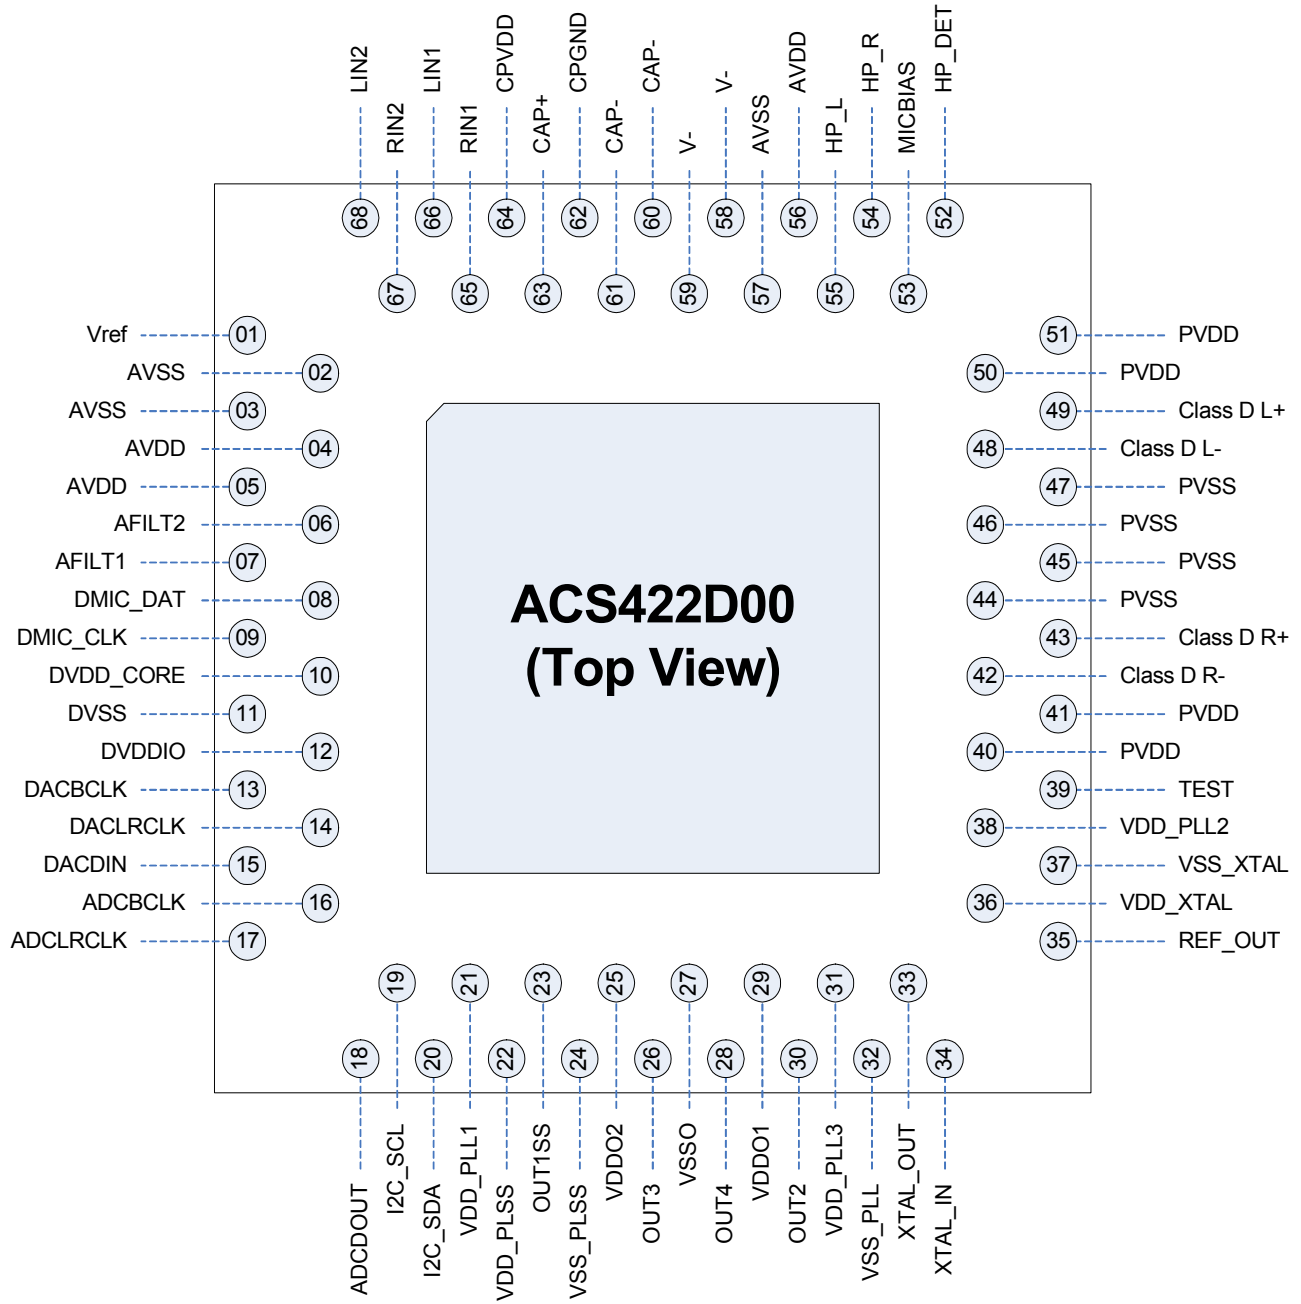 LIN2
RIN2
LIN1
RIN1
CPVDD
CAP+
CPGND
CAP-
CAP-
V-
V-
AVSS
AVDD
HP_L
HP_R
MICBIAS
HP_DET
68
67
66
65
64
63
62
61
60
59
58
57
56
55
54
53
52
Vref 01
AVSS 02
AVSS 03
AVDD 04
AVDD 05
AFILT2 06
AFILT1 07
DMIC_DAT 08
DMIC_CLK 09
DVDD_CORE 10
DVSS 11
DVDDIO 12
DACBCLK 13
DACLRCLK 14
DACDIN 15
ADCBCLK 16
ADCLRCLK 17
ACS422D00
(Top View)
51 PVDD
50 PVDD
49 Class D L+
48 Class D L-
47 PVSS
46 PVSS
45 PVSS
44 PVSS
43 Class D R+
42 Class D R-
41 PVDD
40 PVDD
39 TEST
38 VDD_PLL2
37 VSS_XTAL
36 VDD_XTAL
35 REF_OUT
18
19
20
21
22
23
24
25
26
27
28
29
30
31
32
33
34
ADCDOUT
I2C_SCL
I2C_SDA
VDD_PLL1
VDD_PLSS
OUT1SS
VSS_PLSS
VDDO2
OUT3
VSSO
OUT4
VDDO1
OUT2
VDD_PLL3
VSS_PLL
XTAL_OUT
XTAL_IN